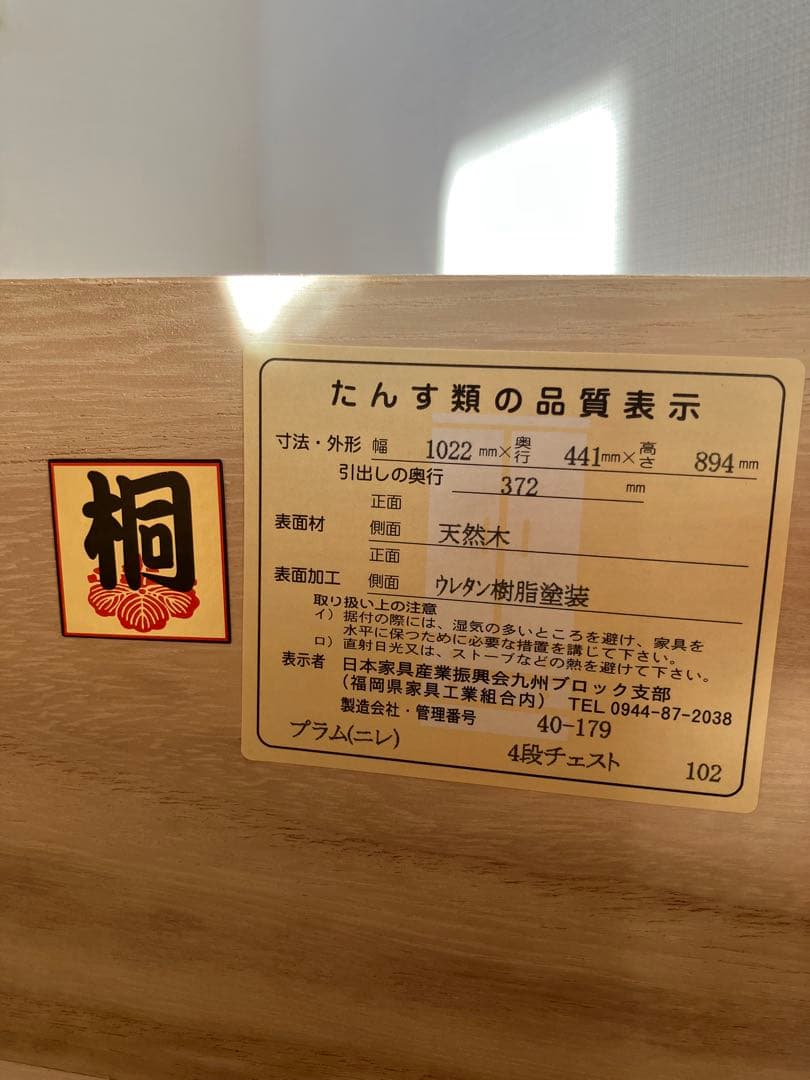 桐
たんす類の品質表示
寸法・外形 幅 1022 mm×奥行 441mm×高さ 894mm
引出しの奥行 372 mm
表面材 正面
側面 天然木
表面加工 正面
側面 ウレタン樹脂塗装
取り扱い上の注意
イ）据付の際には、湿気の多いところを避け、家具を
水平に保つために必要な措置を講じて下さい。
ロ）直射日光又は、ストーブなどの熱を避けて下さい。
表示者 日本家具産業振興会九州ブロック支部
（福岡県家具工業組合内） TEL 0944-87-2038
製造会社・管理番号 40-179
プラム(ニレ) 4段チェスト 102